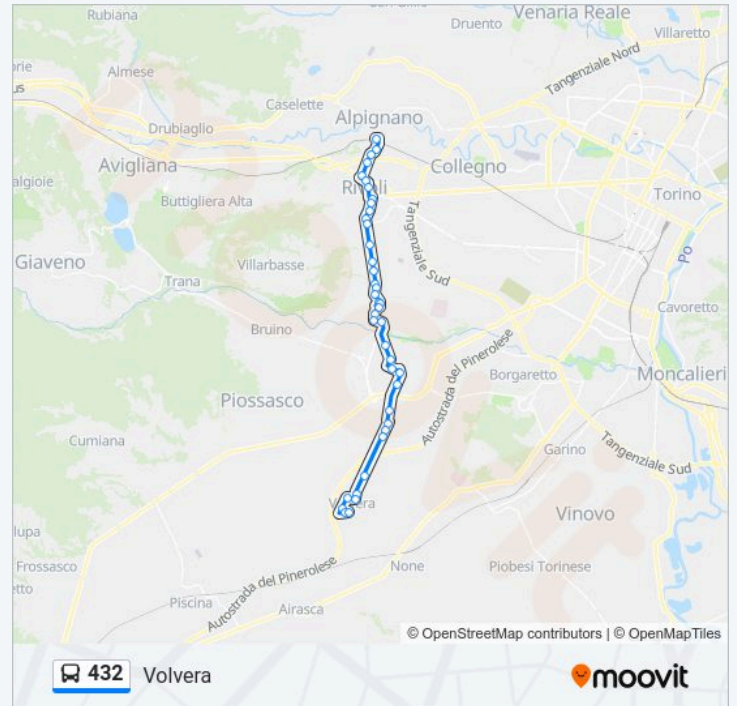 Rubiana
Druento
Venaria Reale
Villaretto
Tangenziale Nord
Almese
Caselette
Alpignano
Drubiaglio
Avigliana
Collegno
Buttigliera Alta
Torino
Tangenziale Sud
Po
Giaveno
Villarbasse
Trana
Cavoretto
Bruino
Autostrada del Pinerolese
Borgaretto
Moncalieri
Piossasco
Cumiana
Garino
Tangenziale Sud
Vinovo
Frossasco
None
Piobesi Torinese
Autostrada del Pinerolese
Piscina
Airasca
© OpenStreetMap contributors | © OpenMapTiles
432 Volvera
moovit